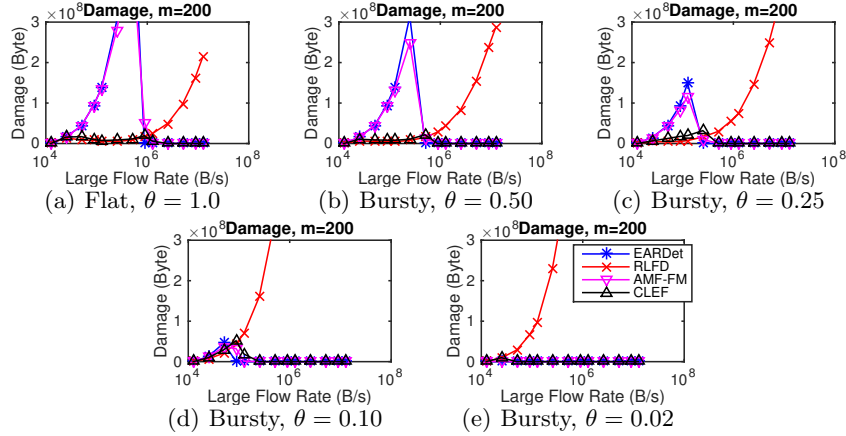 ×10⁸Damage, m=200
Damage (Byte)
3
2
1
0
10⁴
10⁶
10⁸
Large Flow Rate (B/s)
(a) Flat, θ = 1.0
×10⁸Damage, m=200
Damage (Byte)
3
2
1
0
10⁴
10⁶
10⁸
Large Flow Rate (B/s)
(b) Bursty, θ = 0.50
×10⁸Damage, m=200
Damage (Byte)
3
2
1
0
10⁴
10⁶
10⁸
Large Flow Rate (B/s)
(c) Bursty, θ = 0.25
×10⁸Damage, m=200
Damage (Byte)
3
2
1
0
10⁴
10⁶
10⁸
Large Flow Rate (B/s)
(d) Bursty, θ = 0.10
×10⁸Damage, m=200
Damage (Byte)
3
2
1
0
10⁴
10⁶
10⁸
Large Flow Rate (B/s)
EARDet
RLFD
AMF-FM
CLEF
(e) Bursty, θ = 0.02